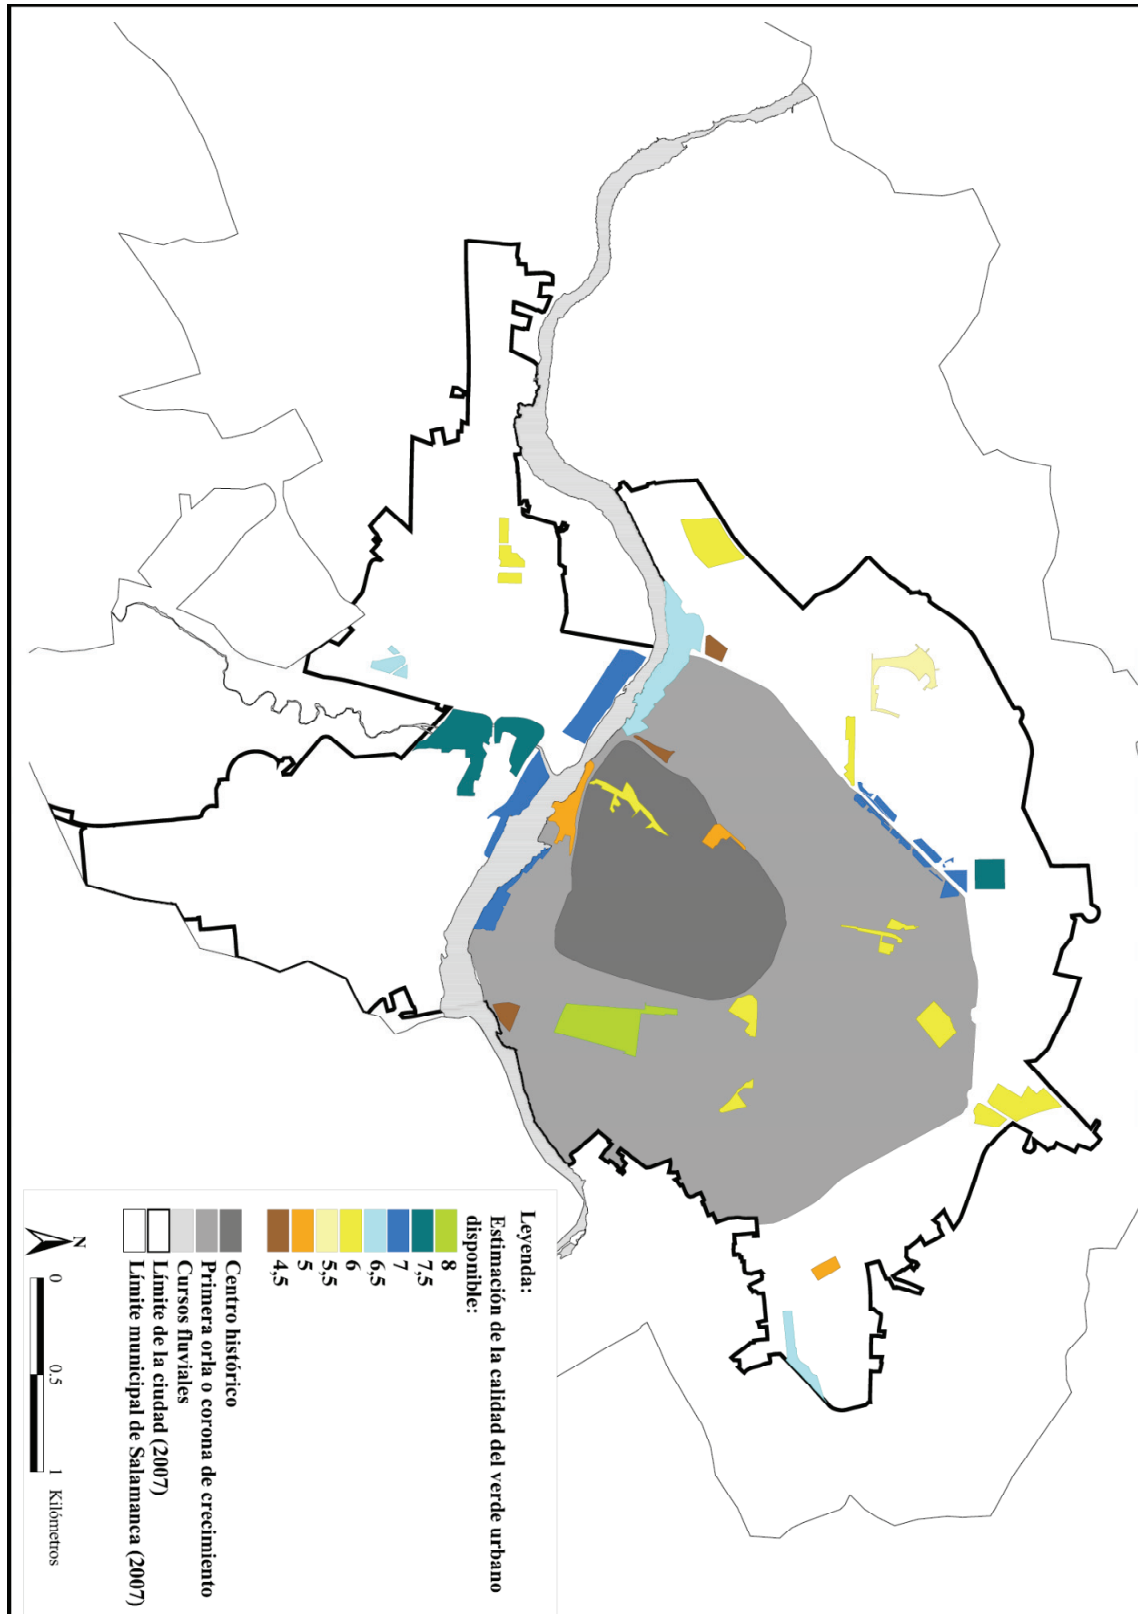 Leyenda:
Estimación de la calidad del verde urbano
disponible:
8
7,5
7
6,5
6
5,5
5
4,5
Centro histórico
Primera orla o corona de crecimiento
Cursos fluviales
Límite de la ciudad (2007)
Límite municipal de Salamanca (2007)
N
0 0.5 1 Kilómetros